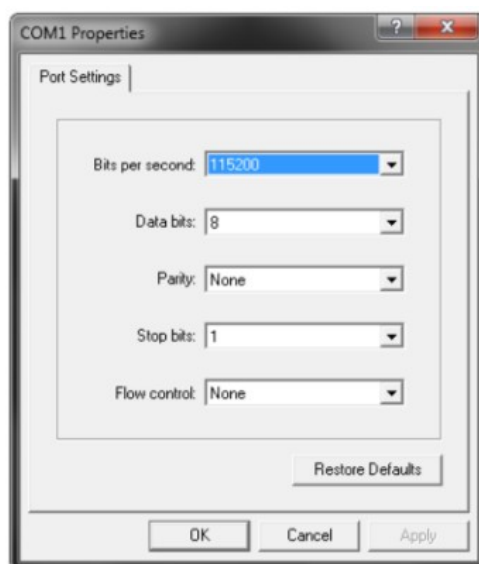 COM1 Properties
Port Settings
Bits per second: 115200
Data bits: 8
Parity: None
Stop bits: 1
Flow control: None
Restore Defaults
OK Cancel Apply